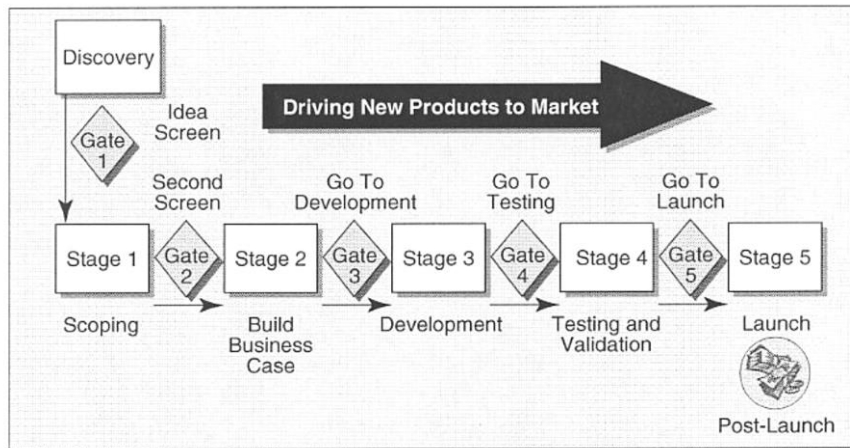 Discovery
Driving New Products to Market
Idea
Screen
Gate
1
Second
Screen
Go To
Development
Go To
Testing
Go To
Launch
Stage 1
Gate
2
Stage 2
Gate
3
Stage 3
Gate
4
Stage 4
Gate
5
Stage 5
Scoping
Build
Business
Case
Development
Testing and
Validation
Launch
Post-Launch